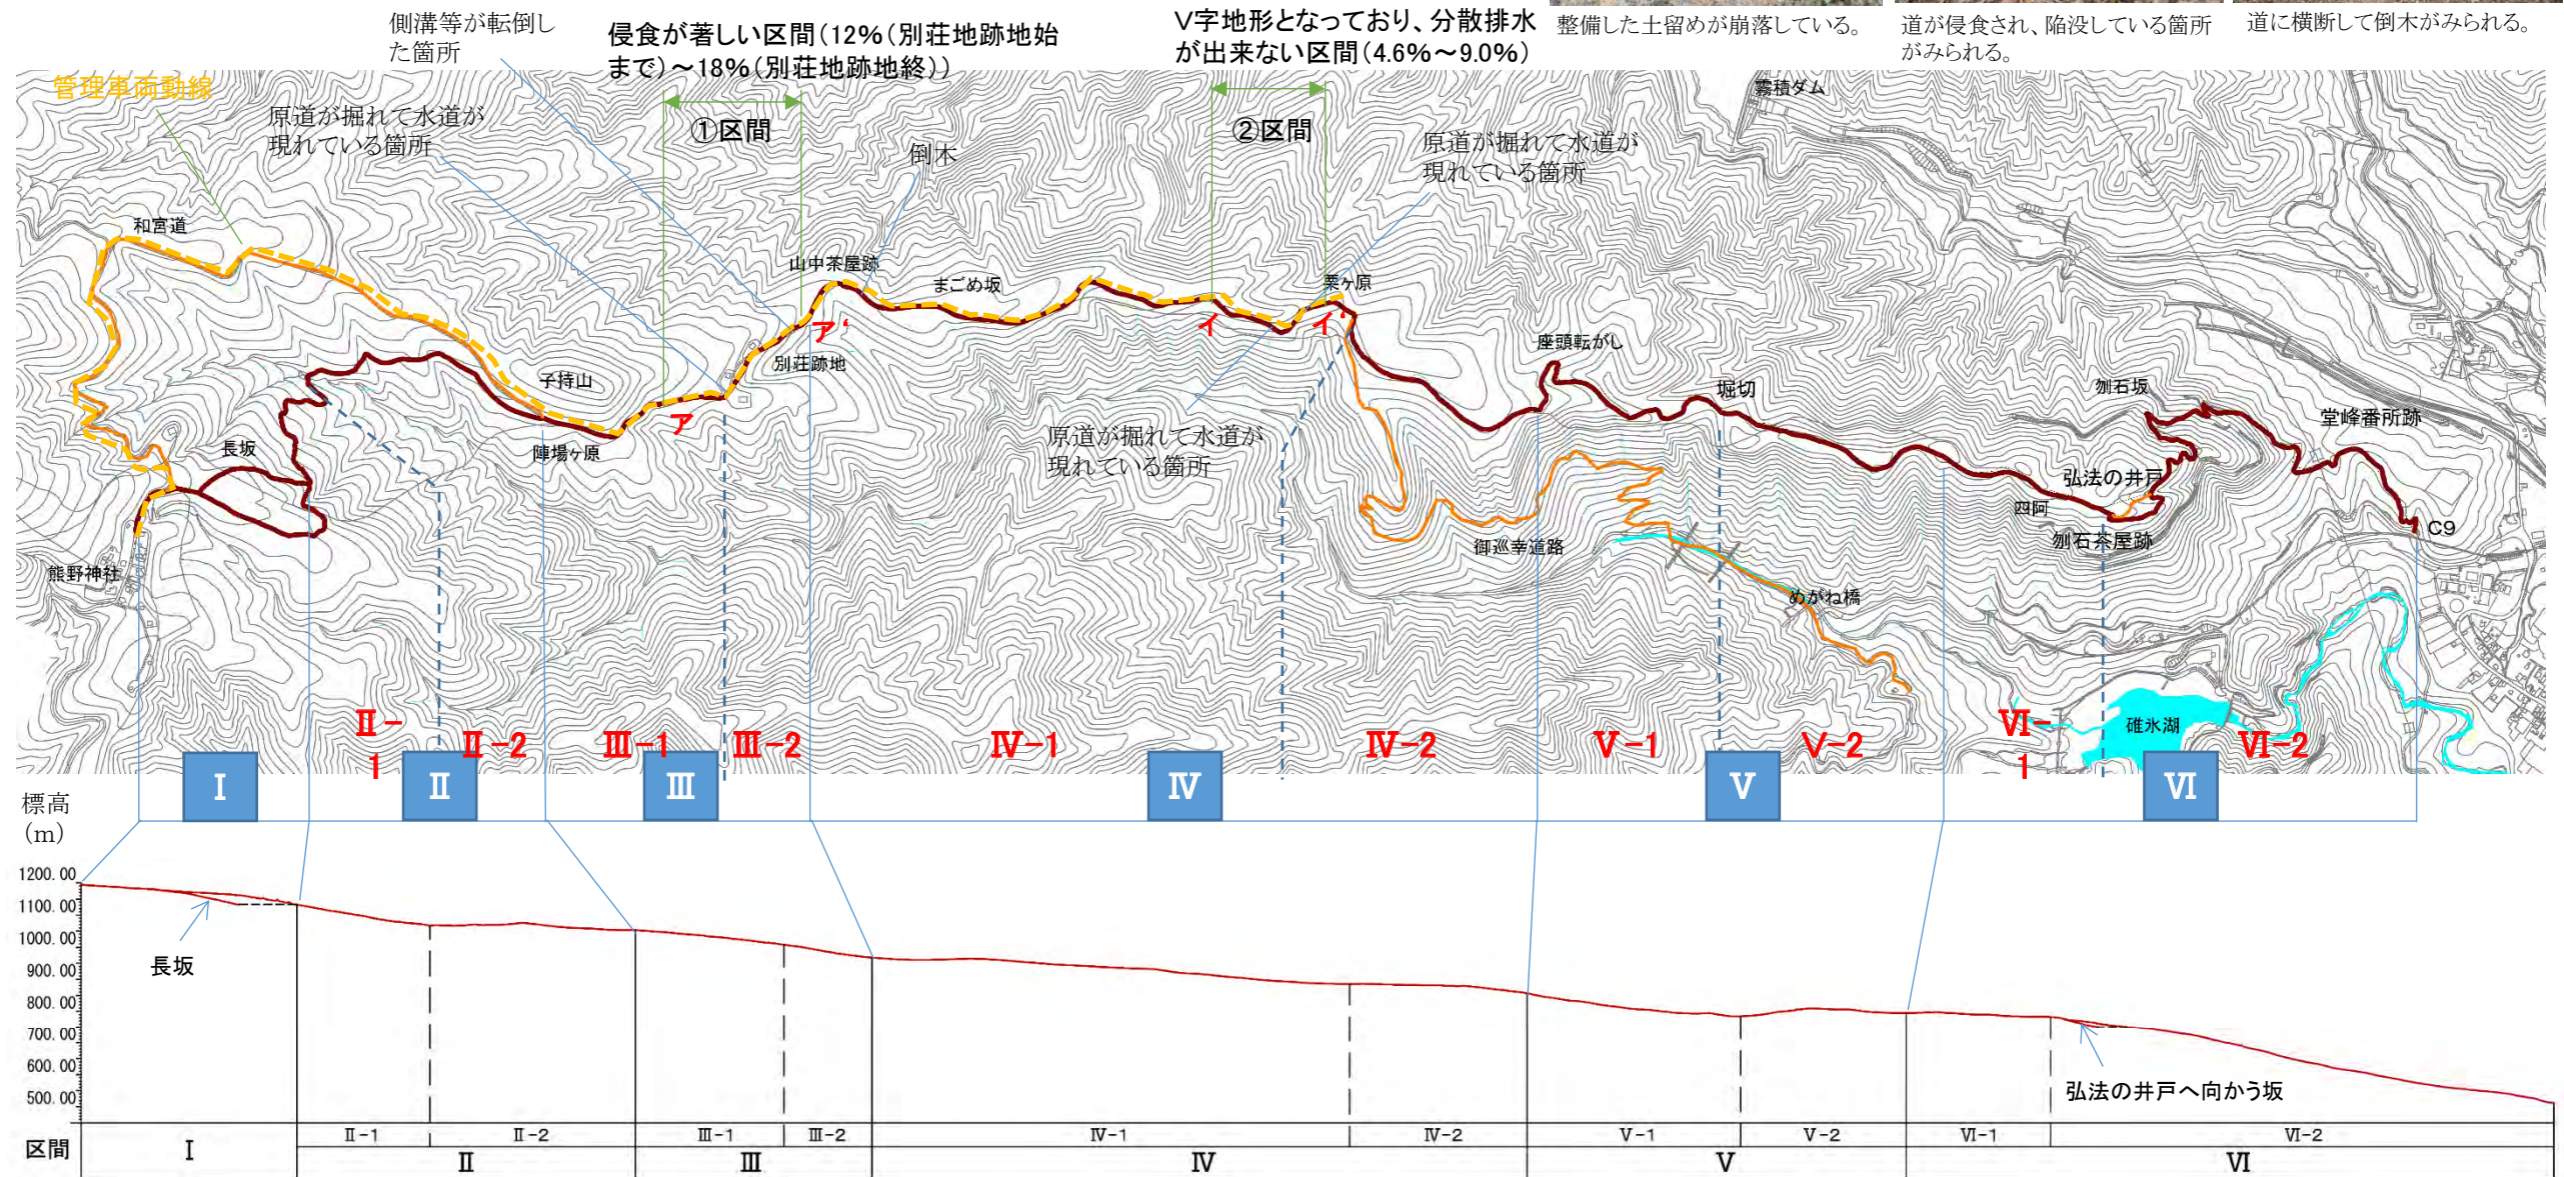 側溝等が転倒し
た箇所
侵食が著しい区間(12%(別荘地跡地始
まで)～18%(別荘地跡地終))
V字地形となっており、分散排水
が出来ない区間(4.6%～9.0%)
整備した土留めが崩落している。
道が侵食され、陥没している箇所
がみられる。
道に横断して倒木がみられる。
管理車両動線
原道が掘れて水道が
現れている箇所
①区間
倒木
②区間
原道が掘れて水道が
現れている箇所
霧積ダム
和宮道
山中茶屋跡
まごめ坂
栗ケ原
ア‘
イ
イ‘
別荘跡地
座頭転がし
子持山
ア
堀切
刎石坂
堂峰番所跡
長坂
陣場ヶ原
原道が掘れて水道が
現れている箇所
弘法の井戸
四阿
刎石茶屋跡
C9
御巡幸道路
熊野神社
めがね橋
碓氷湖
Ⅱ-
1
Ⅱ-2
Ⅲ-1
Ⅲ-2
Ⅳ-1
Ⅳ-2
Ⅴ-1
Ⅴ-2
Ⅵ-
1
Ⅵ-2
Ⅰ
Ⅱ
Ⅲ
Ⅳ
Ⅴ
Ⅵ
標高
(m)
1200.00
1100.00
1000.00
900.00
800.00
700.00
600.00
500.00
長坂
弘法の井戸へ向かう坂
区間
Ⅰ
Ⅱ-1
Ⅱ-2
Ⅲ-1
Ⅲ-2
Ⅳ-1
Ⅳ-2
Ⅴ-1
Ⅴ-2
Ⅵ-1
Ⅵ-2
Ⅱ
Ⅲ
Ⅳ
Ⅴ
Ⅵ